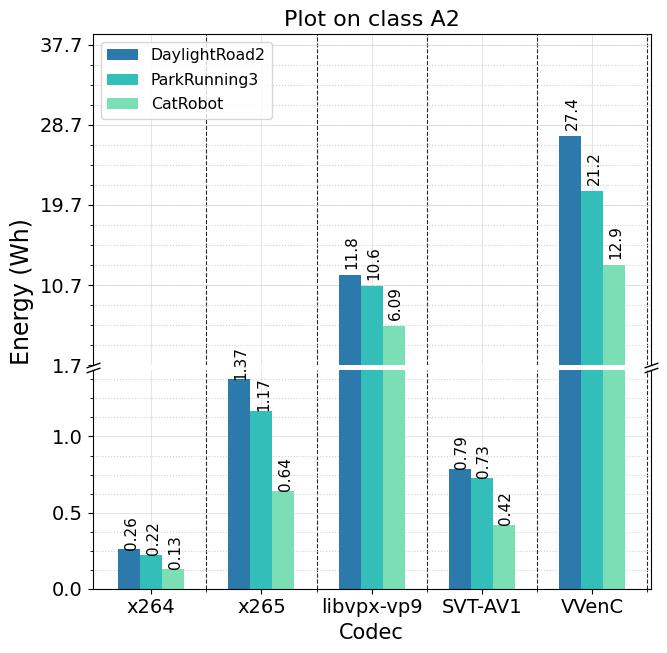 Plot on class A2
DaylightRoad2
ParkRunning3
CatRobot
37.7
28.7
19.7
10.7
1.7
1.0
0.5
0.0
Energy (Wh)
0.26
0.22
0.13
1.37
1.17
0.64
11.8
10.6
6.09
0.79
0.73
0.42
27.4
21.2
12.9
x264
x265
libvpx-vp9
SVT-AV1
VVenC
Codec